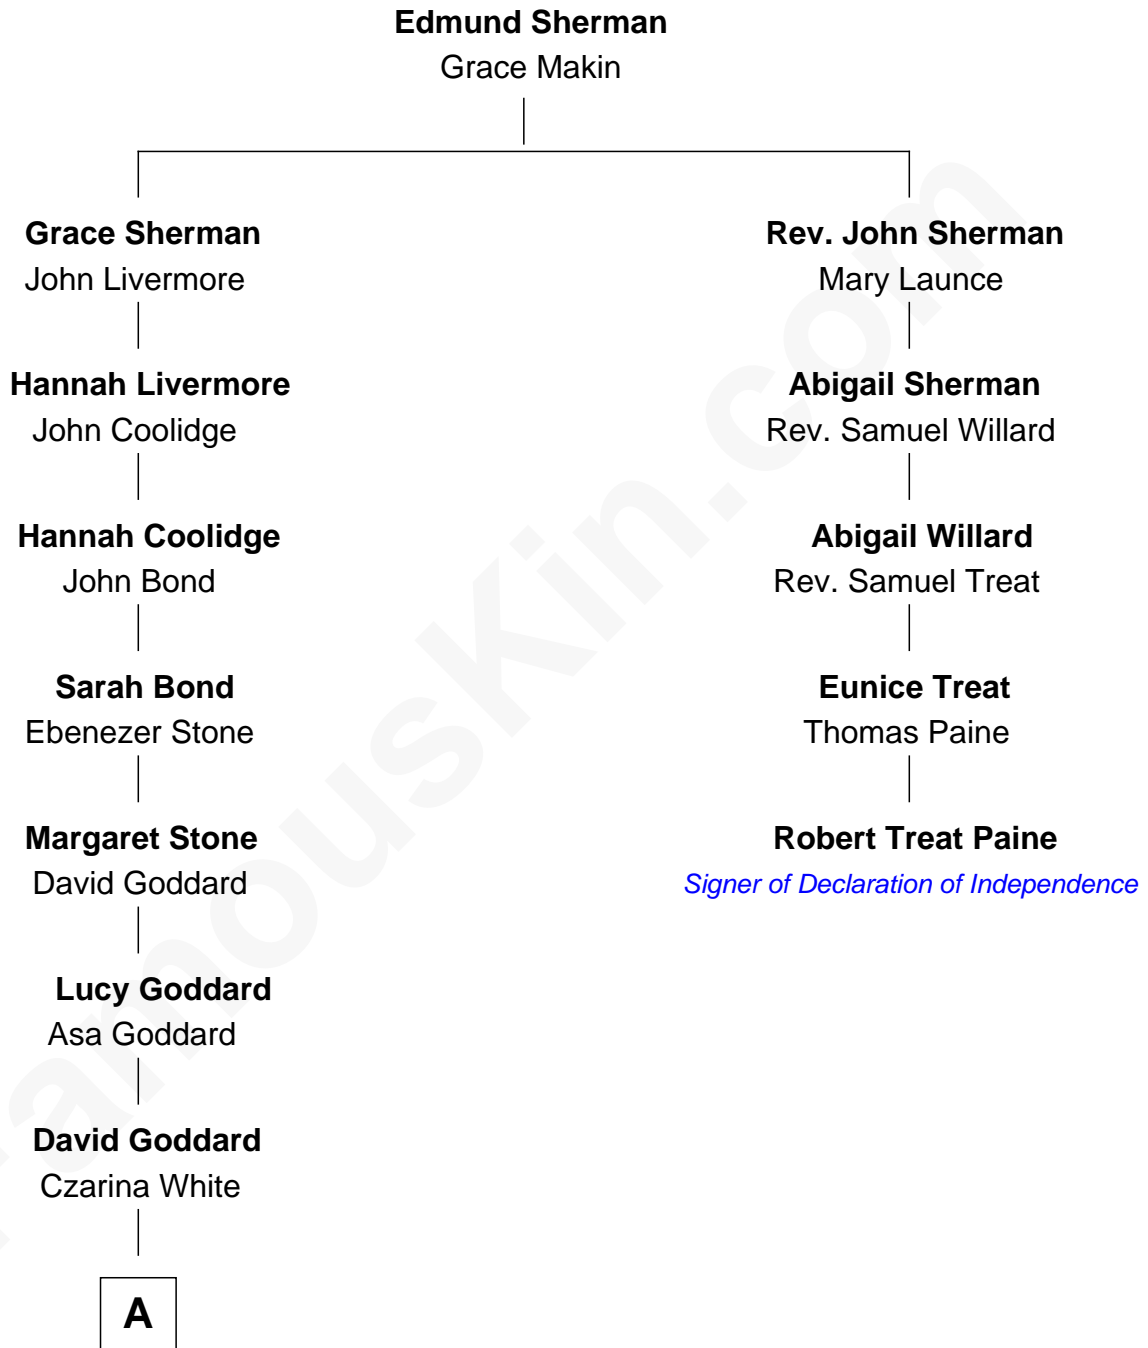 Edmund Sherman
Grace Makin
Grace Sherman
John Livermore
Rev. John Sherman
Mary Launce
Hannah Livermore
John Coolidge
Abigail Sherman
Rev. Samuel Willard
Hannah Coolidge
John Bond
Abigail Willard
Rev. Samuel Treat
Sarah Bond
Ebenezer Stone
Eunice Treat
Thomas Paine
Margaret Stone
David Goddard
Robert Treat Paine
Signer of Declaration of Independence
Lucy Goddard
Asa Goddard
David Goddard
Czarina White
A
FamousKin.com